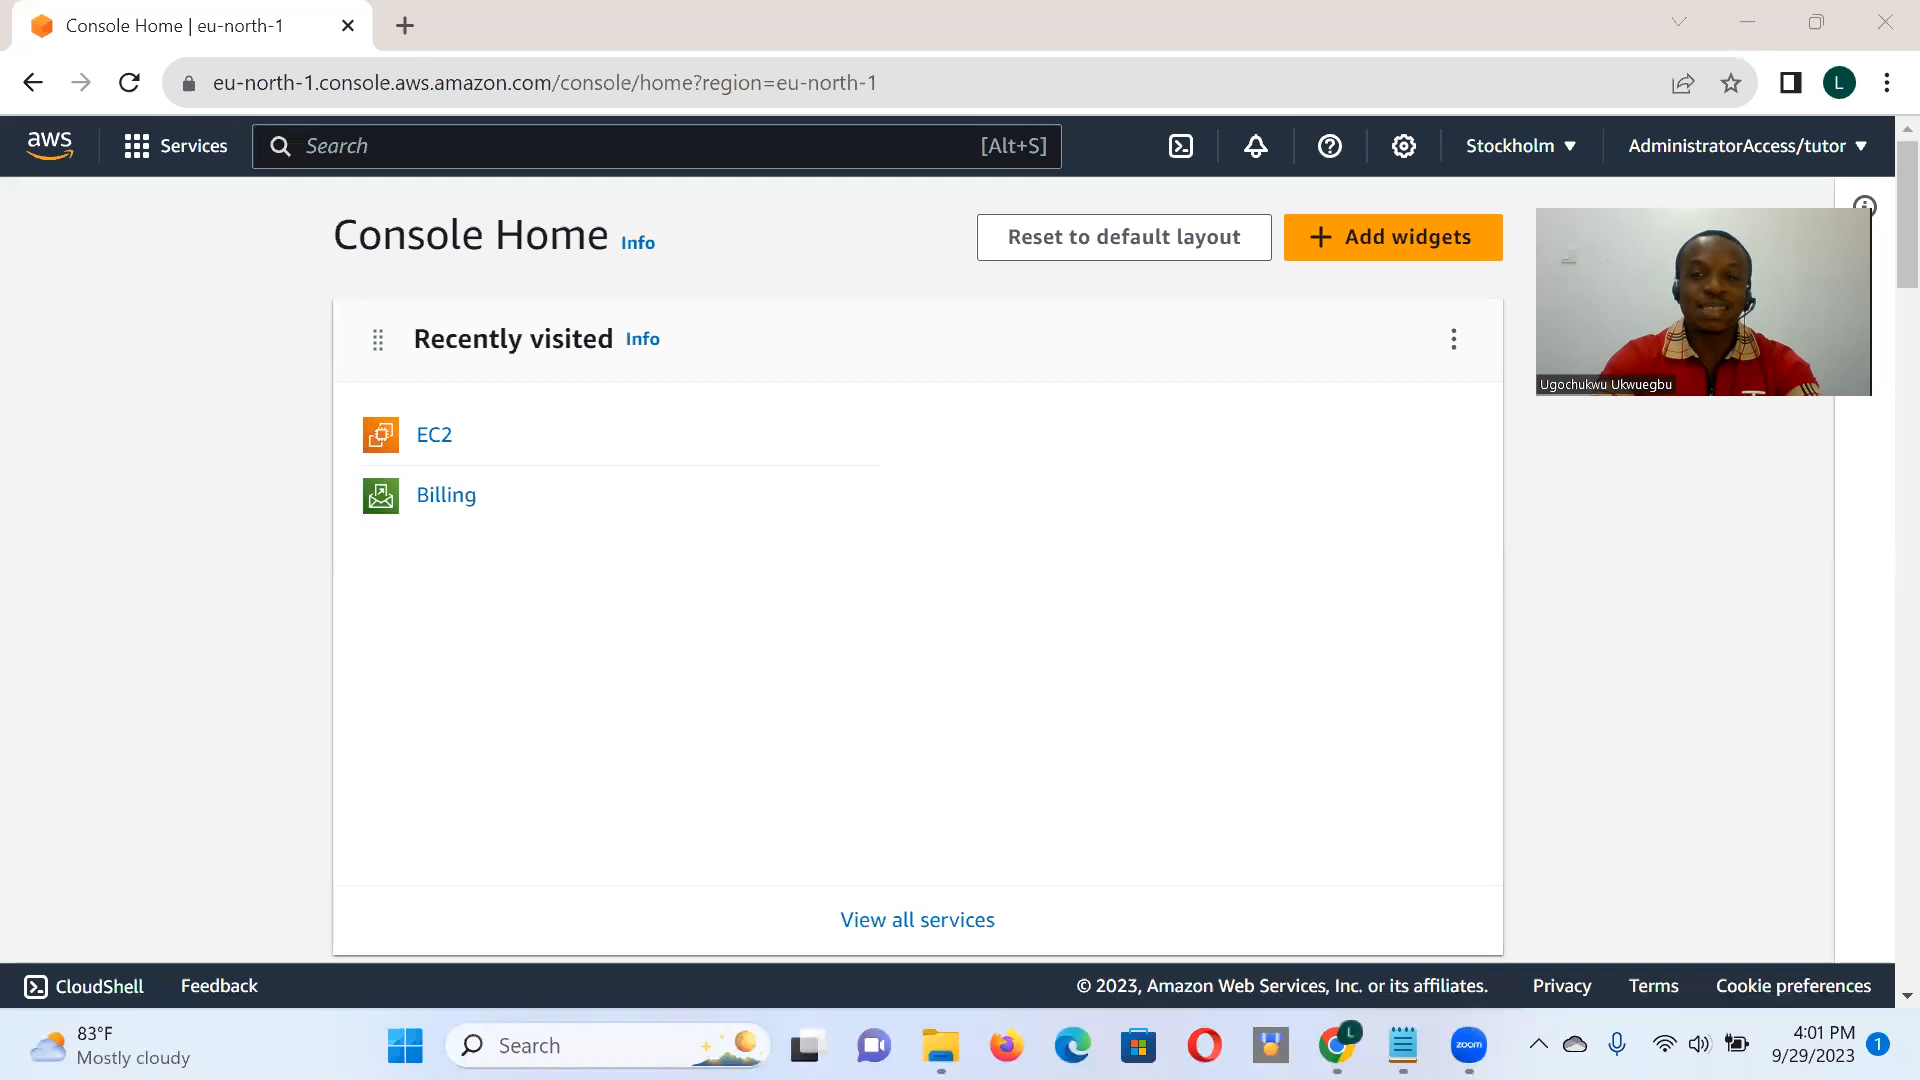 Console Home | eu-north-1
eu-north-1.console.aws.amazon.com/console/home?region=eu-north-1
L
aws
Services
Search
[Alt+S]
Stockholm
AdministratorAccess/tutor
Console Home Info
Reset to default layout
Add widgets
Ugochukwu Ukwuegbu
Recently visited Info
EC2
Billing
View all services
CloudShell
Feedback
© 2023, Amazon Web Services, Inc. or its affiliates.
Privacy
Terms
Cookie preferences
83°F
Mostly cloudy
Search
L
zoom
4:01 PM
9/29/2023
1